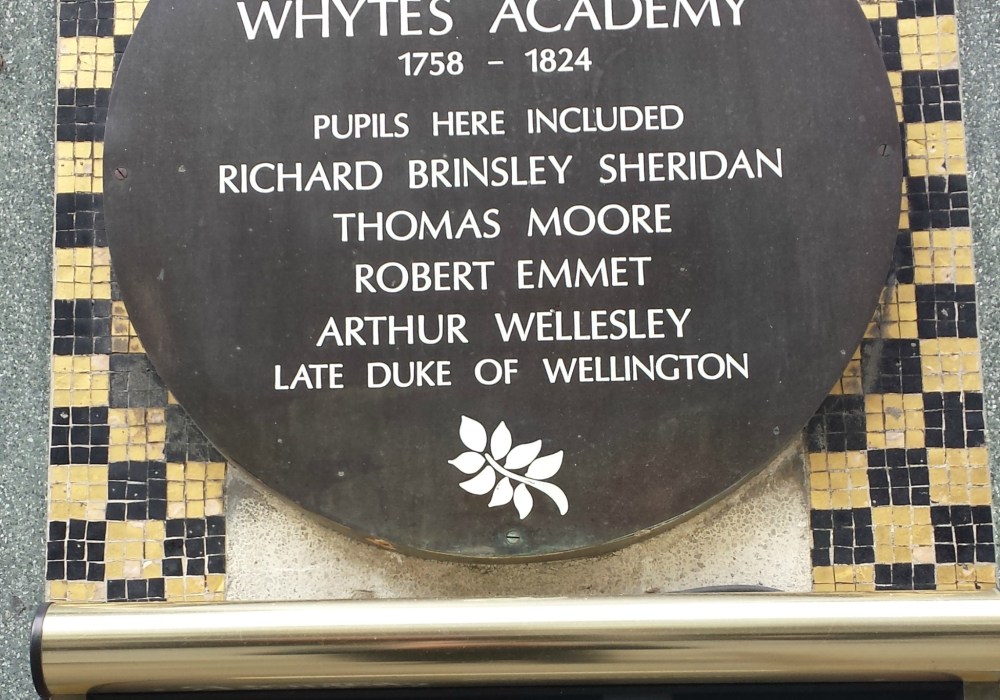 WHYTES ACADEMY
1758 – 1824
PUPILS HERE INCLUDED
RICHARD BRINSLEY SHERIDAN
THOMAS MOORE
ROBERT EMMET
ARTHUR WELLESLEY
LATE DUKE OF WELLINGTON